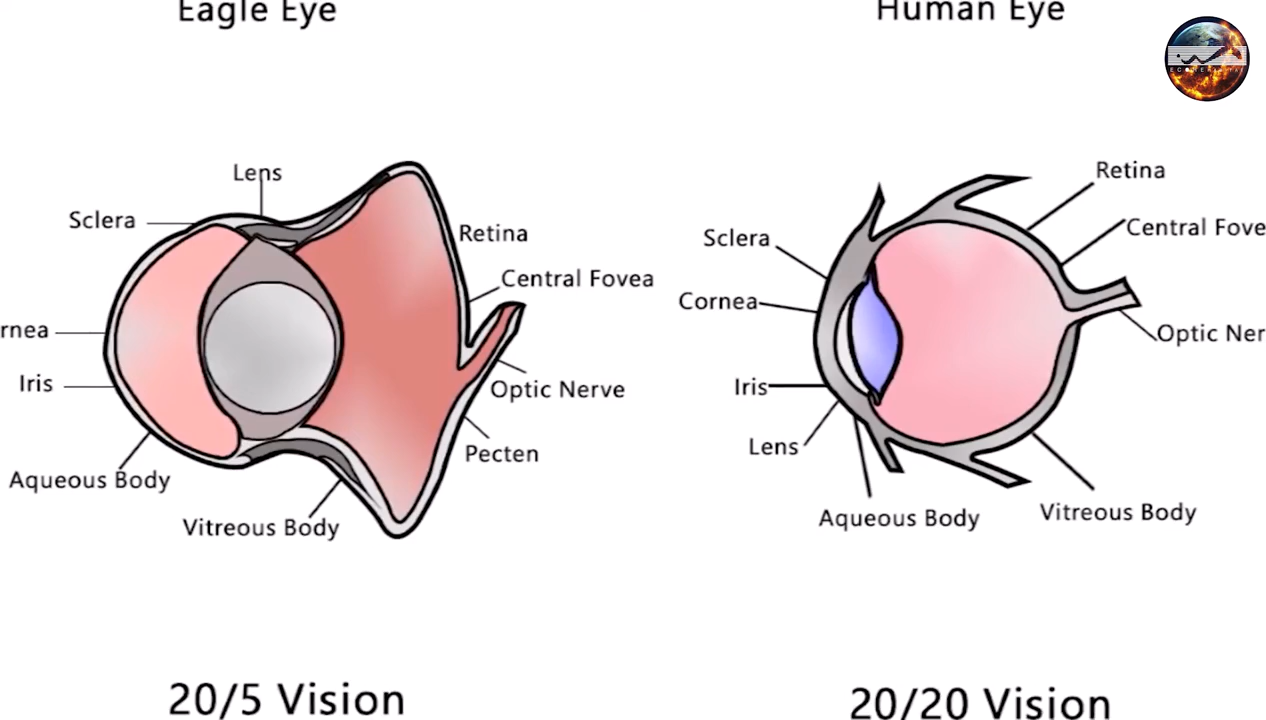 Eagle Eye
Lens
Sclera
rnea
Iris
Aqueous Body
Vitreous Body
Retina
Central Fovea
Optic Nerve
Pecten
20/5 Vision
Human Eye
Retina
Central Fove
Sclera
Cornea
Optic Ner
Iris
Lens
Aqueous Body
Vitreous Body
20/20 Vision